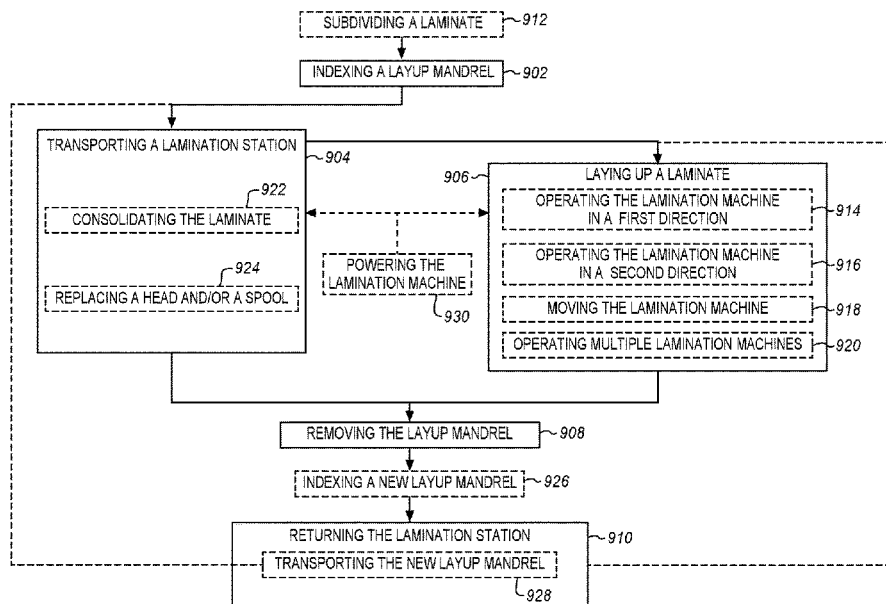 SUBDIVIDING A LAMINATE
912
INDEXING A LAYUP MANDREL
902
TRANSPORTING A LAMINATION STATION
904
922
CONSOLIDATING THE LAMINATE
924
REPLACING A HEAD AND/OR A SPOOL
POWERING THE
LAMINATION MACHINE
930
906
LAYING UP A LAMINATE
OPERATING THE LAMINATION MACHINE
IN A FIRST DIRECTION
914
OPERATING THE LAMINATION MACHINE
IN A SECOND DIRECTION
916
MOVING THE LAMINATION MACHINE
918
OPERATING MULTIPLE LAMINATION MACHINES
920
REMOVING THE LAYUP MANDREL
908
INDEXING A NEW LAYUP MANDREL
926
RETURNING THE LAMINATION STATION
910
TRANSPORTING THE NEW LAYUP MANDREL
928